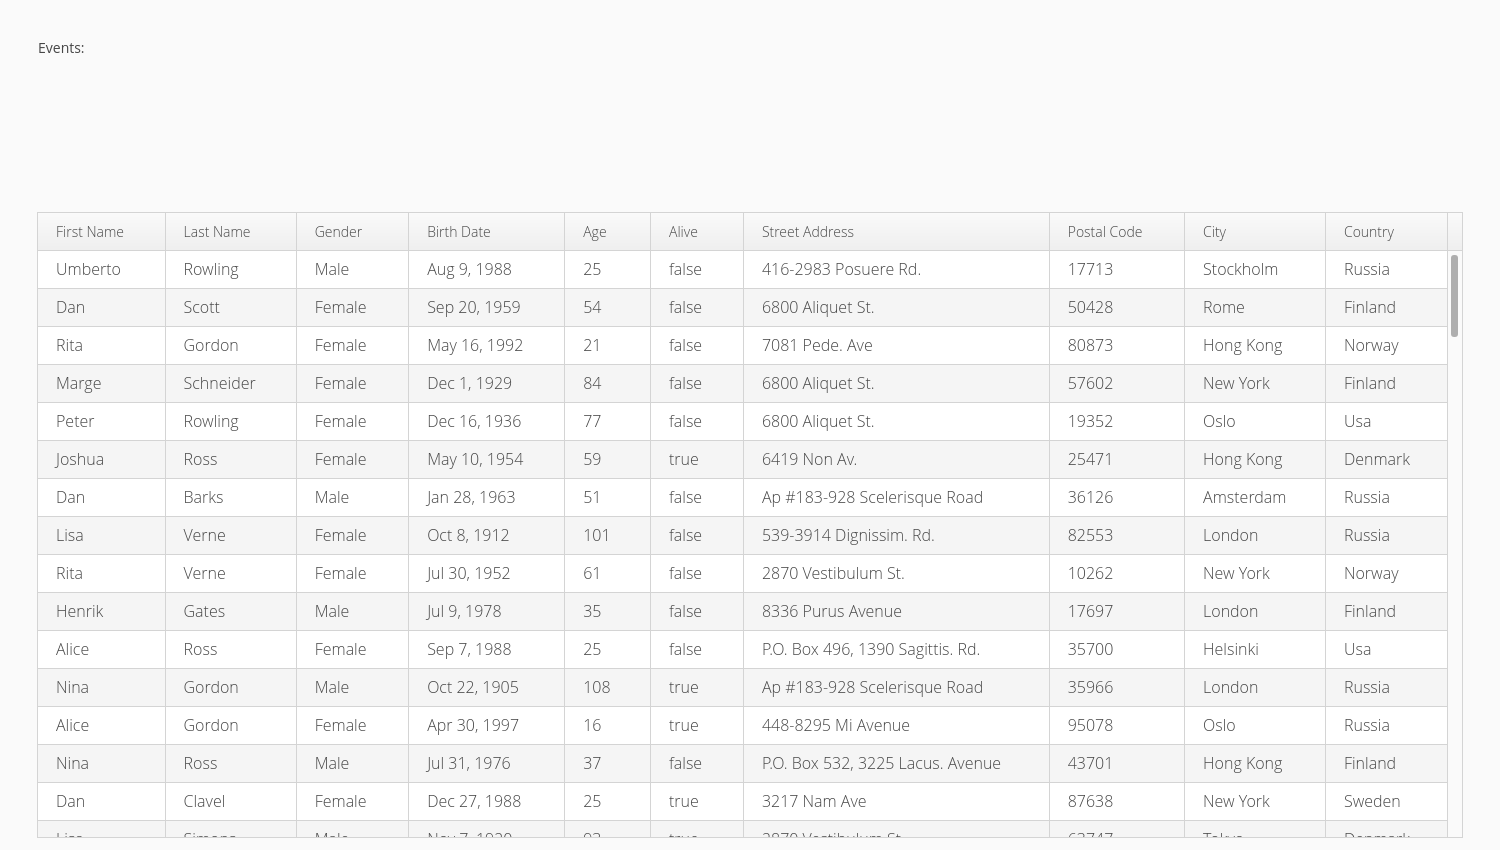 Events:
First Name Last Name Gender Birth Date Age Alive Street Address Postal Code City Country
Umberto Rowling Male Aug 9, 1988 25 false 416-2983 Posuere Rd. 17713 Stockholm Russia
Dan Scott Female Sep 20, 1959 54 false 6800 Aliquet St. 50428 Rome Finland
Rita Gordon Female May 16, 1992 21 false 7081 Pede. Ave 80873 Hong Kong Norway
Marge Schneider Female Dec 1, 1929 84 false 6800 Aliquet St. 57602 New York Finland
Peter Rowling Female Dec 16, 1936 77 false 6800 Aliquet St. 19352 Oslo Usa
Joshua Ross Female May 10, 1954 59 true 6419 Non Av. 25471 Hong Kong Denmark
Dan Barks Male Jan 28, 1963 51 false Ap #183-928 Scelerisque Road 36126 Amsterdam Russia
Lisa Verne Female Oct 8, 1912 101 false 539-3914 Dignissim. Rd. 82553 London Russia
Rita Verne Female Jul 30, 1952 61 false 2870 Vestibulum St. 10262 New York Norway
Henrik Gates Male Jul 9, 1978 35 false 8336 Purus Avenue 17697 London Finland
Alice Ross Female Sep 7, 1988 25 false P.O. Box 496, 1390 Sagittis. Rd. 35700 Helsinki Usa
Nina Gordon Male Oct 22, 1905 108 true Ap #183-928 Scelerisque Road 35966 London Russia
Alice Gordon Female Apr 30, 1997 16 true 448-8295 Mi Avenue 95078 Oslo Russia
Nina Ross Male Jul 31, 1976 37 false P.O. Box 532, 3225 Lacus. Avenue 43701 Hong Kong Finland
Dan Clavel Female Dec 27, 1988 25 true 3217 Nam Ave 87638 New York Sweden